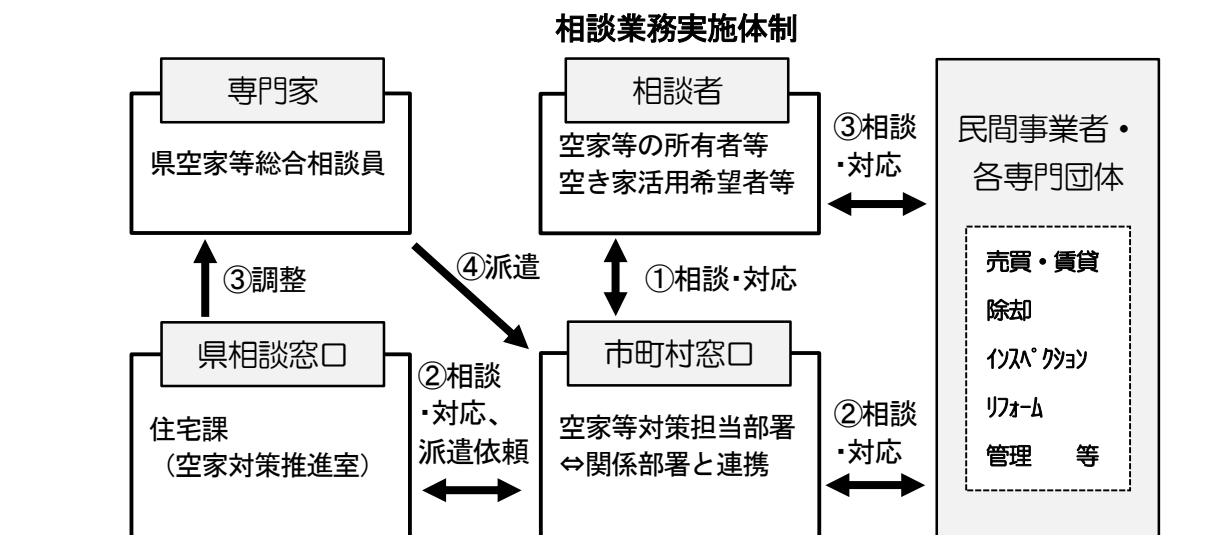 相談業務実施体制
専門家
県空家等総合相談員
相談者
空家等の所有者等
空き家活用希望者等
③相談
・対応
民間事業者・
各専門団体
売買・賃貸
除却
ｲﾝｽﾍﾟｸｼｮﾝ
ﾘﾌｫｰﾑ
管理　等
③調整
④派遣
①相談・対応
県相談窓口
住宅課
（空家対策推進室）
②相談
・対応、
派遣依頼
市町村窓口
空家等対策担当部署
⇔関係部署と連携
②相談
・対応